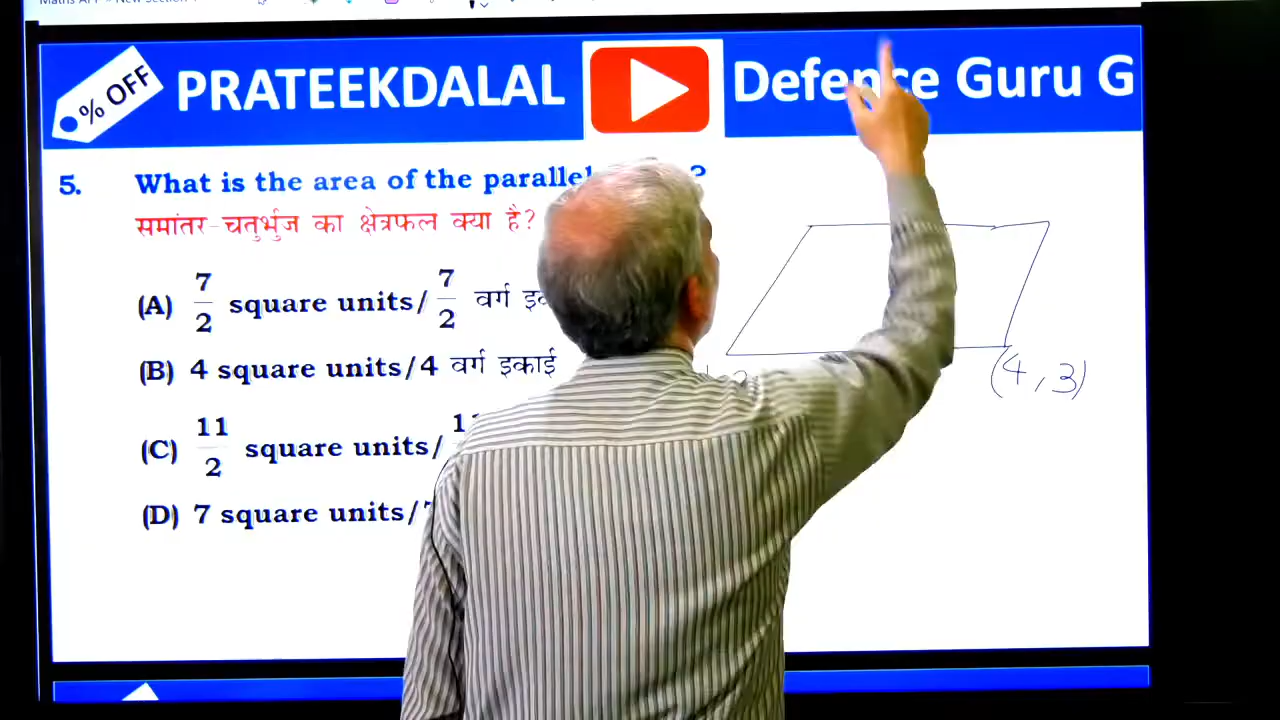 % OFF PRATEEKDALAL Defence Guru G
5. What is the area of the
समांतर-चतुर्भुज का क्षेत्रफल क्या है?
(A) 7/2 square units/ 7/2 वर्ग
(B) 4 square units/4 वर्ग इकाई
(4, 3)
(C) 11/2 square units/
(D) 7 square units/